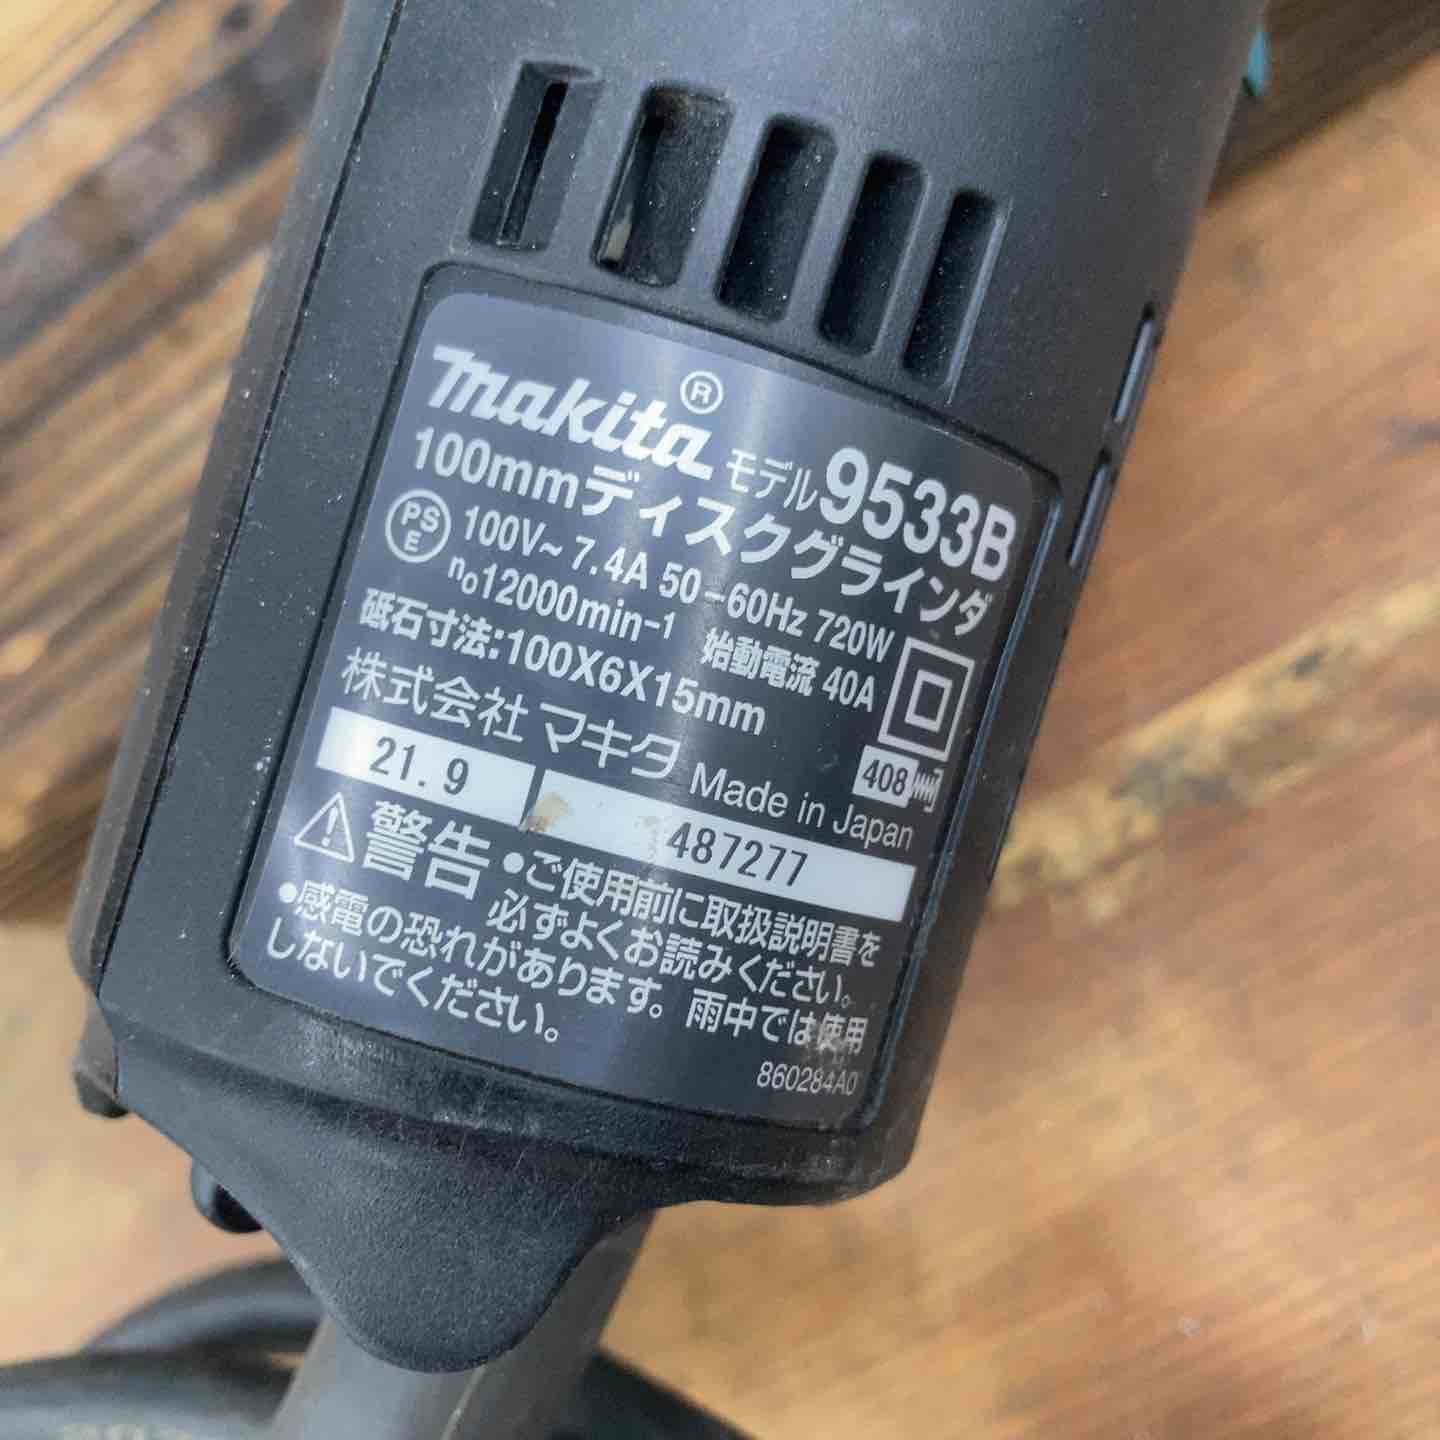 makita® モデル 9533B
100mmディスクグラインダ
PSE 100V~ 7.4A 50-60Hz 720W
n₀12000min-1 始動電流 40A
砥石寸法:100X6X15mm
408
株式会社 マキタ Made in Japan
21.9 487277
警告 •ご使用前に取扱説明書を
必ずよくお読みください。
•感電の恐れがあります。雨中では使用
しないでください。
860284A0